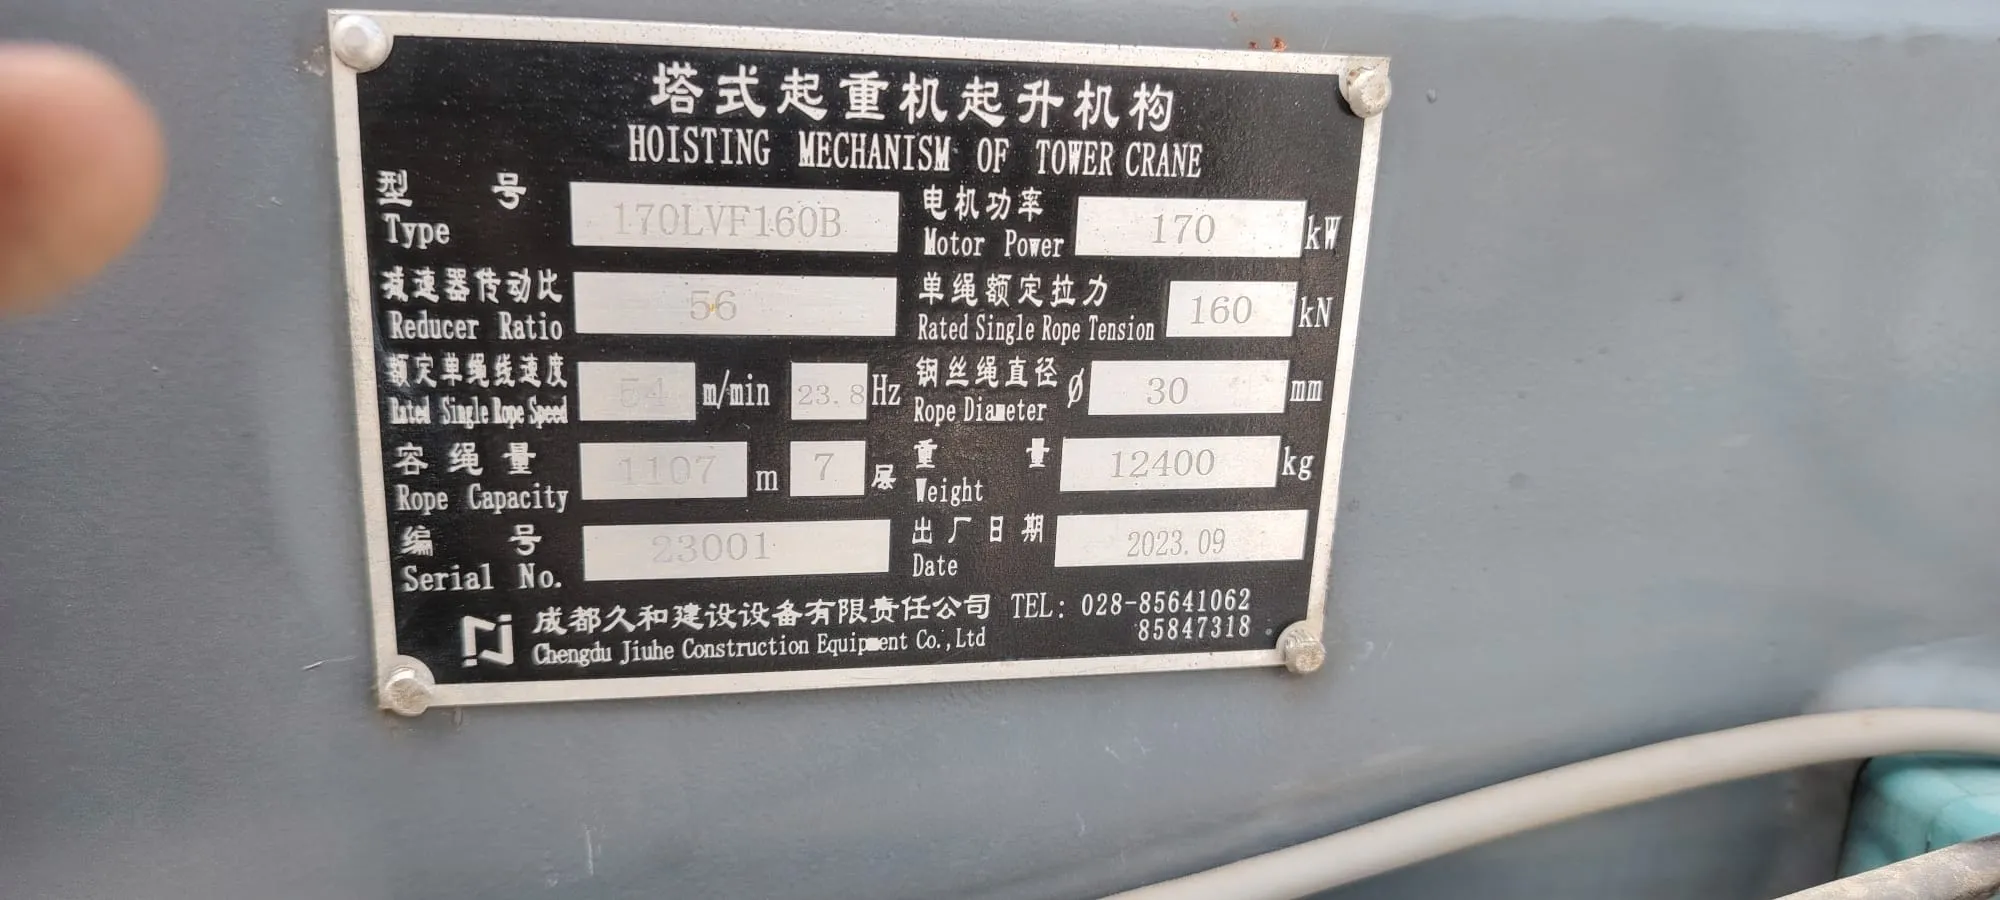 塔式起重机起升机构
HOISTING MECHANISM OF TOWER CRANE
型号 170LVF160B 电机功率 170 kW
Type Motor Power
减速器传动比 56 单绳额定拉力 160 kN
Reducer Ratio Rated Single Rope Tension
额定单绳线速度 54 m/min 23.8 Hz 钢丝绳直径 Ø 30 mm
Rated Single Rope Speed Rope Diameter
容绳量 1107 m 7 层 重量 12400 kg
Rope Capacity Weight
编号 23001 出厂日期 2023.09
Serial No. Date
成都久和建设设备有限责任公司 TEL: 028-85641062
Chengdu Jiuhe Construction Equipment Co.,Ltd 85847318